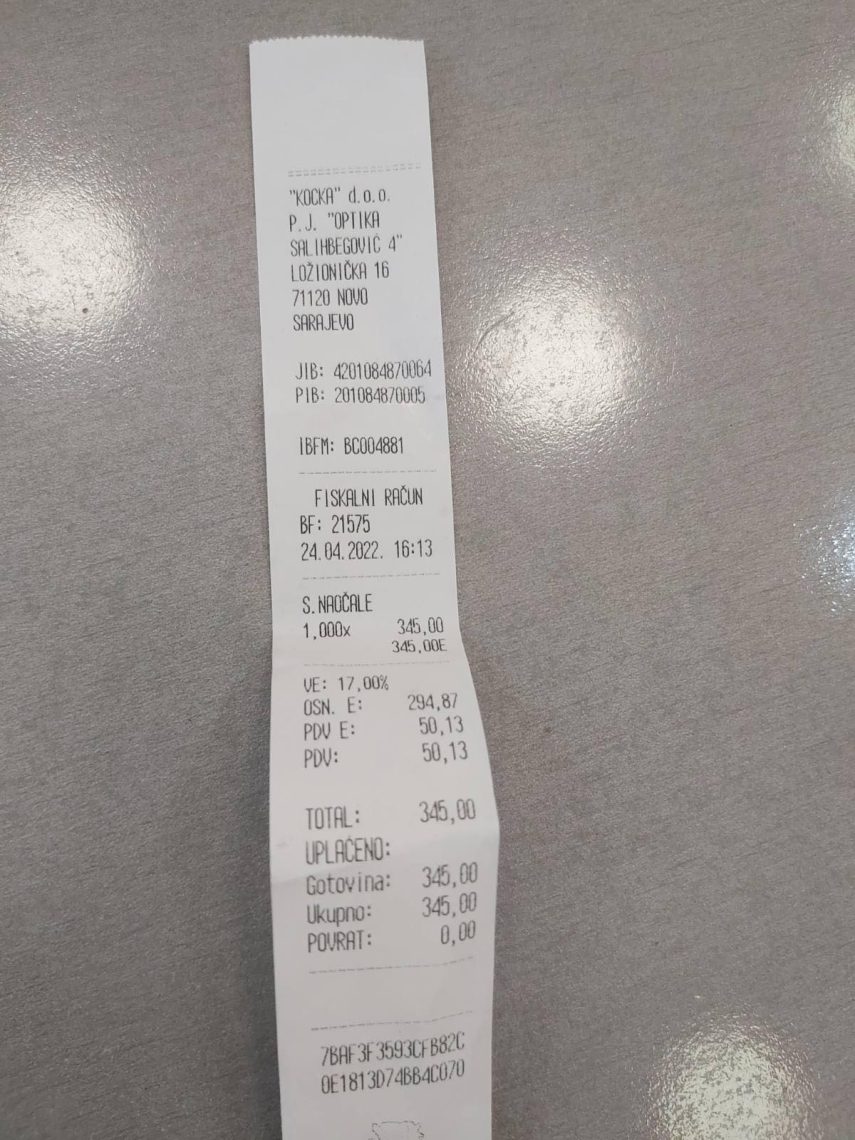 "KOCKA" d.o.o.
P.J. "OPTIKA
SALIHBEGOVIĆ 4"
LOŽIONIČKA 16
71120 NOVO
SARAJEVO
JIB: 4201084870064
PIB: 201084870005
IBFM: BC004881
FISKALNI RAČUN
BF: 21575
24.04.2022. 16:13
S.NAOČALE
1,000x 345,00
345,00E
VE: 17,00%
OSN. E: 294,87
PDV E: 50,13
PDV: 50,13
TOTAL: 345,00
UPLAĆENO:
Gotovina: 345,00
Ukupno: 345,00
POVRAT: 0,00
7BAF3F3593CFB82C
0E1813D74BB4C070